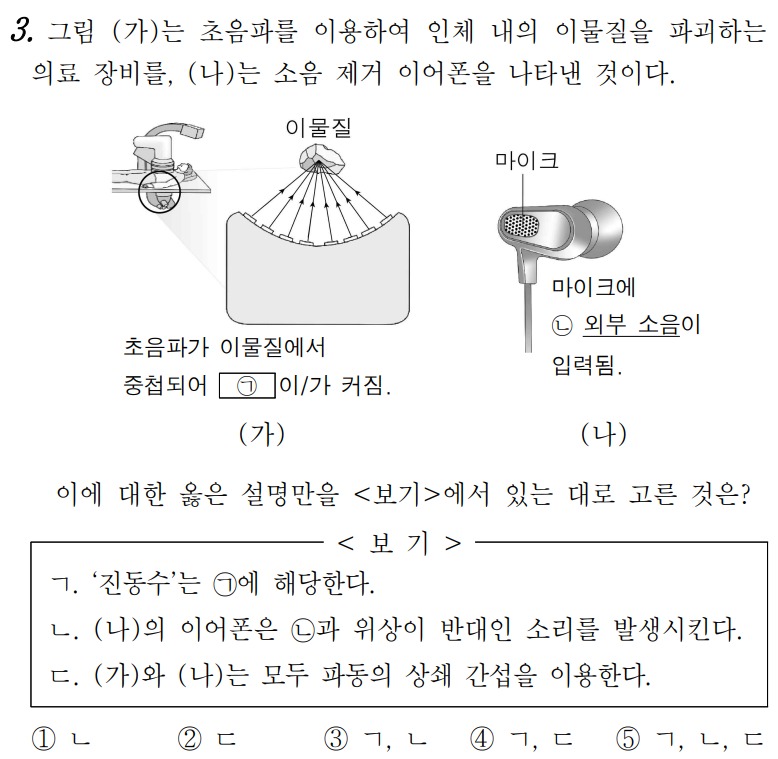 3. 그림 (가)는 초음파를 이용하여 인체 내의 이물질을 파괴하는
의료 장비를, (나)는 소음 제거 이어폰을 나타낸 것이다.
이물질
초음파가 이물질에서
중첩되어 ㉠ 이/가 커짐.
(가)
마이크
마이크에
㉡ 외부 소음이
입력됨.
(나)
이에 대한 옳은 설명만을 <보기>에서 있는 대로 고른 것은?
< 보 기 >
ㄱ. ‘진동수’는 ㉠에 해당한다.
ㄴ. (나)의 이어폰은 ㉡과 위상이 반대인 소리를 발생시킨다.
ㄷ. (가)와 (나)는 모두 파동의 상쇄 간섭을 이용한다.
① ㄴ ② ㄷ ③ ㄱ, ㄴ ④ ㄱ, ㄷ ⑤ ㄱ, ㄴ, ㄷ